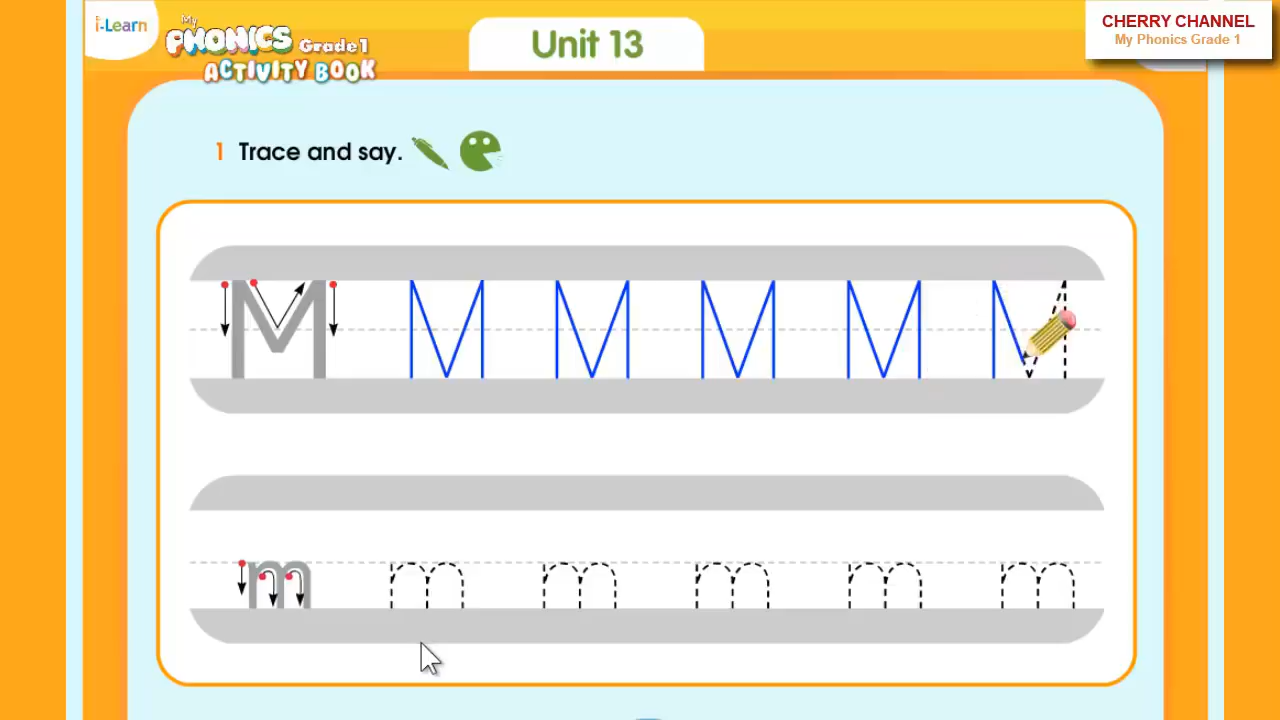 i-Learn
My
PHONICS Grade 1
ACTIVITY BOOK
Unit 13
CHERRY CHANNEL
My Phonics Grade 1
1 Trace and say.
M M M M M M
m m m m m m